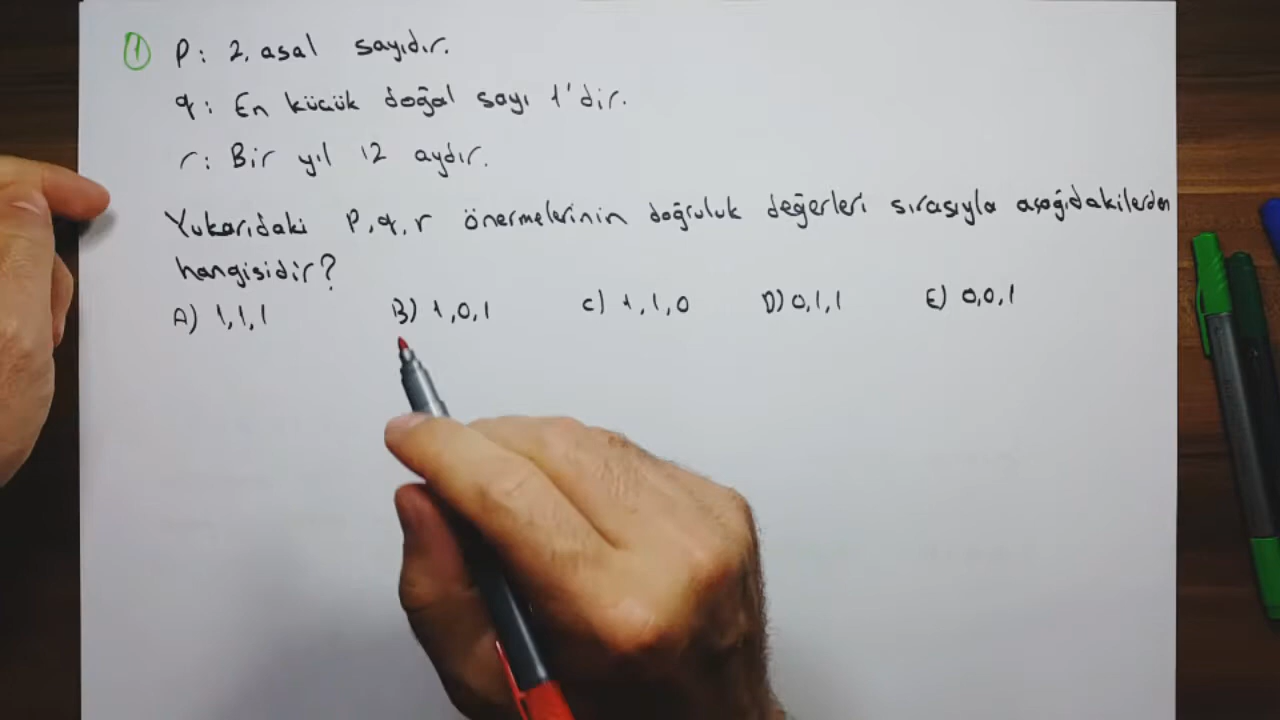 1 P: 2, asal sayıdır.
q: En küçük doğal sayı 1'dir.
r: Bir yıl 12 aydır.
Yukarıdaki P, q, r önermelerinin doğruluk değerleri sırasıyla aşağıdakilerden
hangisidir?
A) 1,1,1 B) 1,0,1 C) 1,1,0 D) 0,1,1 E) 0,0,1